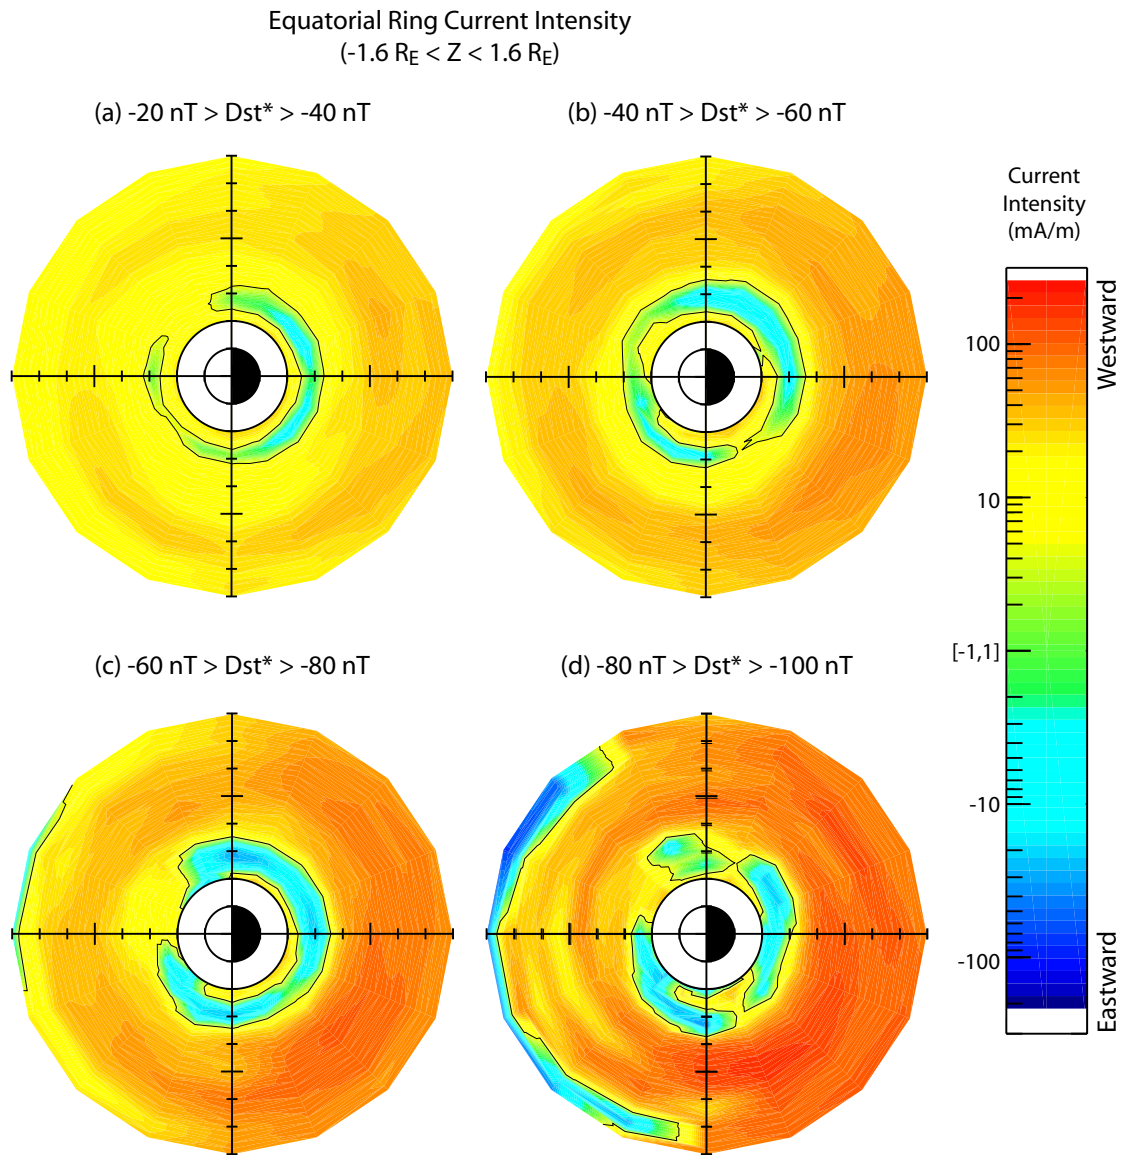 Equatorial Ring Current Intensity
(-1.6 RE < Z < 1.6 RE)
(a) -20 nT > Dst* > -40 nT
(b) -40 nT > Dst* > -60 nT
Current
Intensity
(mA/m)
Westward
100
10
[-1,1]
-10
-100
Eastward
(c) -60 nT > Dst* > -80 nT
(d) -80 nT > Dst* > -100 nT